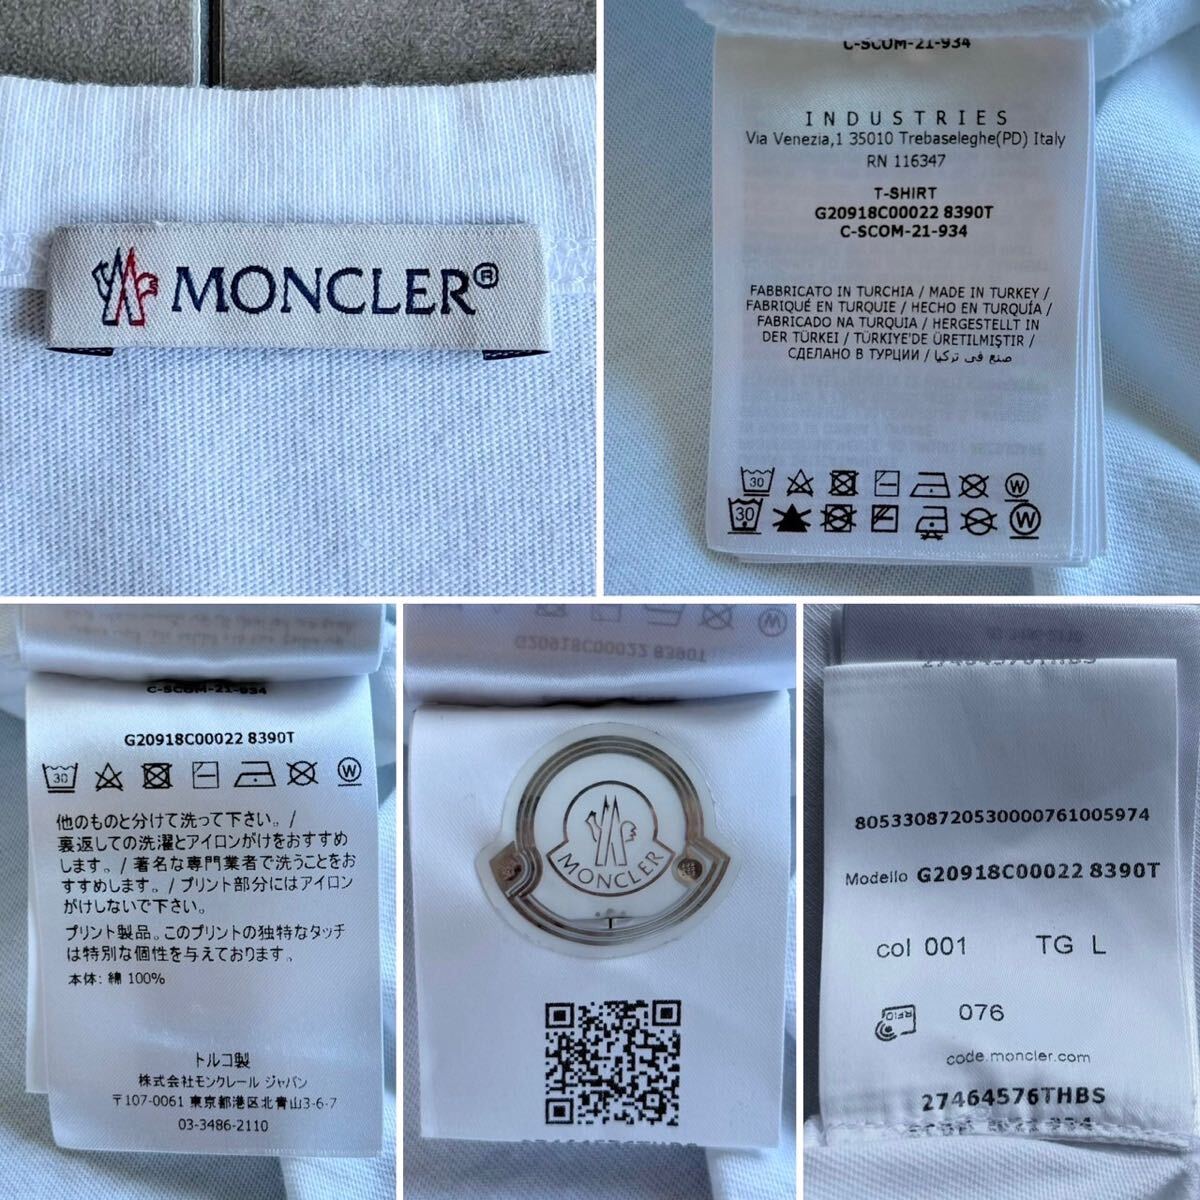 MONCLER®
C-SCOM-21-934
INDUSTRIES
Via Venezia,1 35010 Trebaseleghe(PD) Italy
RN 116347
T-SHIRT
G20918C00022 8390T
C-SCOM-21-934
FABBRICATO IN TURCHIA / MADE IN TURKEY /
FABRIQUÉ EN TURQUIE / HECHO EN TURQUÍA /
FABRICADO NA TURQUIA / HERGESTELLT IN
DER TÜRKEI / TÜRKIYE'DE ÜRETILMIŞTIR /
СДЕЛАНО В ТУРЦИИ / صنع في تركيا
30
W
30
W
C-SCOM-21-934
G20918C00022 8390T
30
W
他のものと分けて洗って下さい。/
裏返しての洗濯とアイロンがけをおすすめ
します。/ 著名な専門業者で洗うことをお
すすめします。/ プリント部分にはアイロン
がけしないで下さい。
プリント製品。このプリントの独特なタッチ
は特別な個性を与えております。
本体: 綿 100%
トルコ製
株式会社モンクレール ジャパン
〒107-0061 東京都港区北青山3-6-7
03-3486-2110
G20918C00022 8390T
MONCLER
27464576THBS
27464576THBS
8053308720530000761005974
Modello G20918C00022 8390T
col 001 TG L
RFID
076
code.moncler.com
27464576THBS